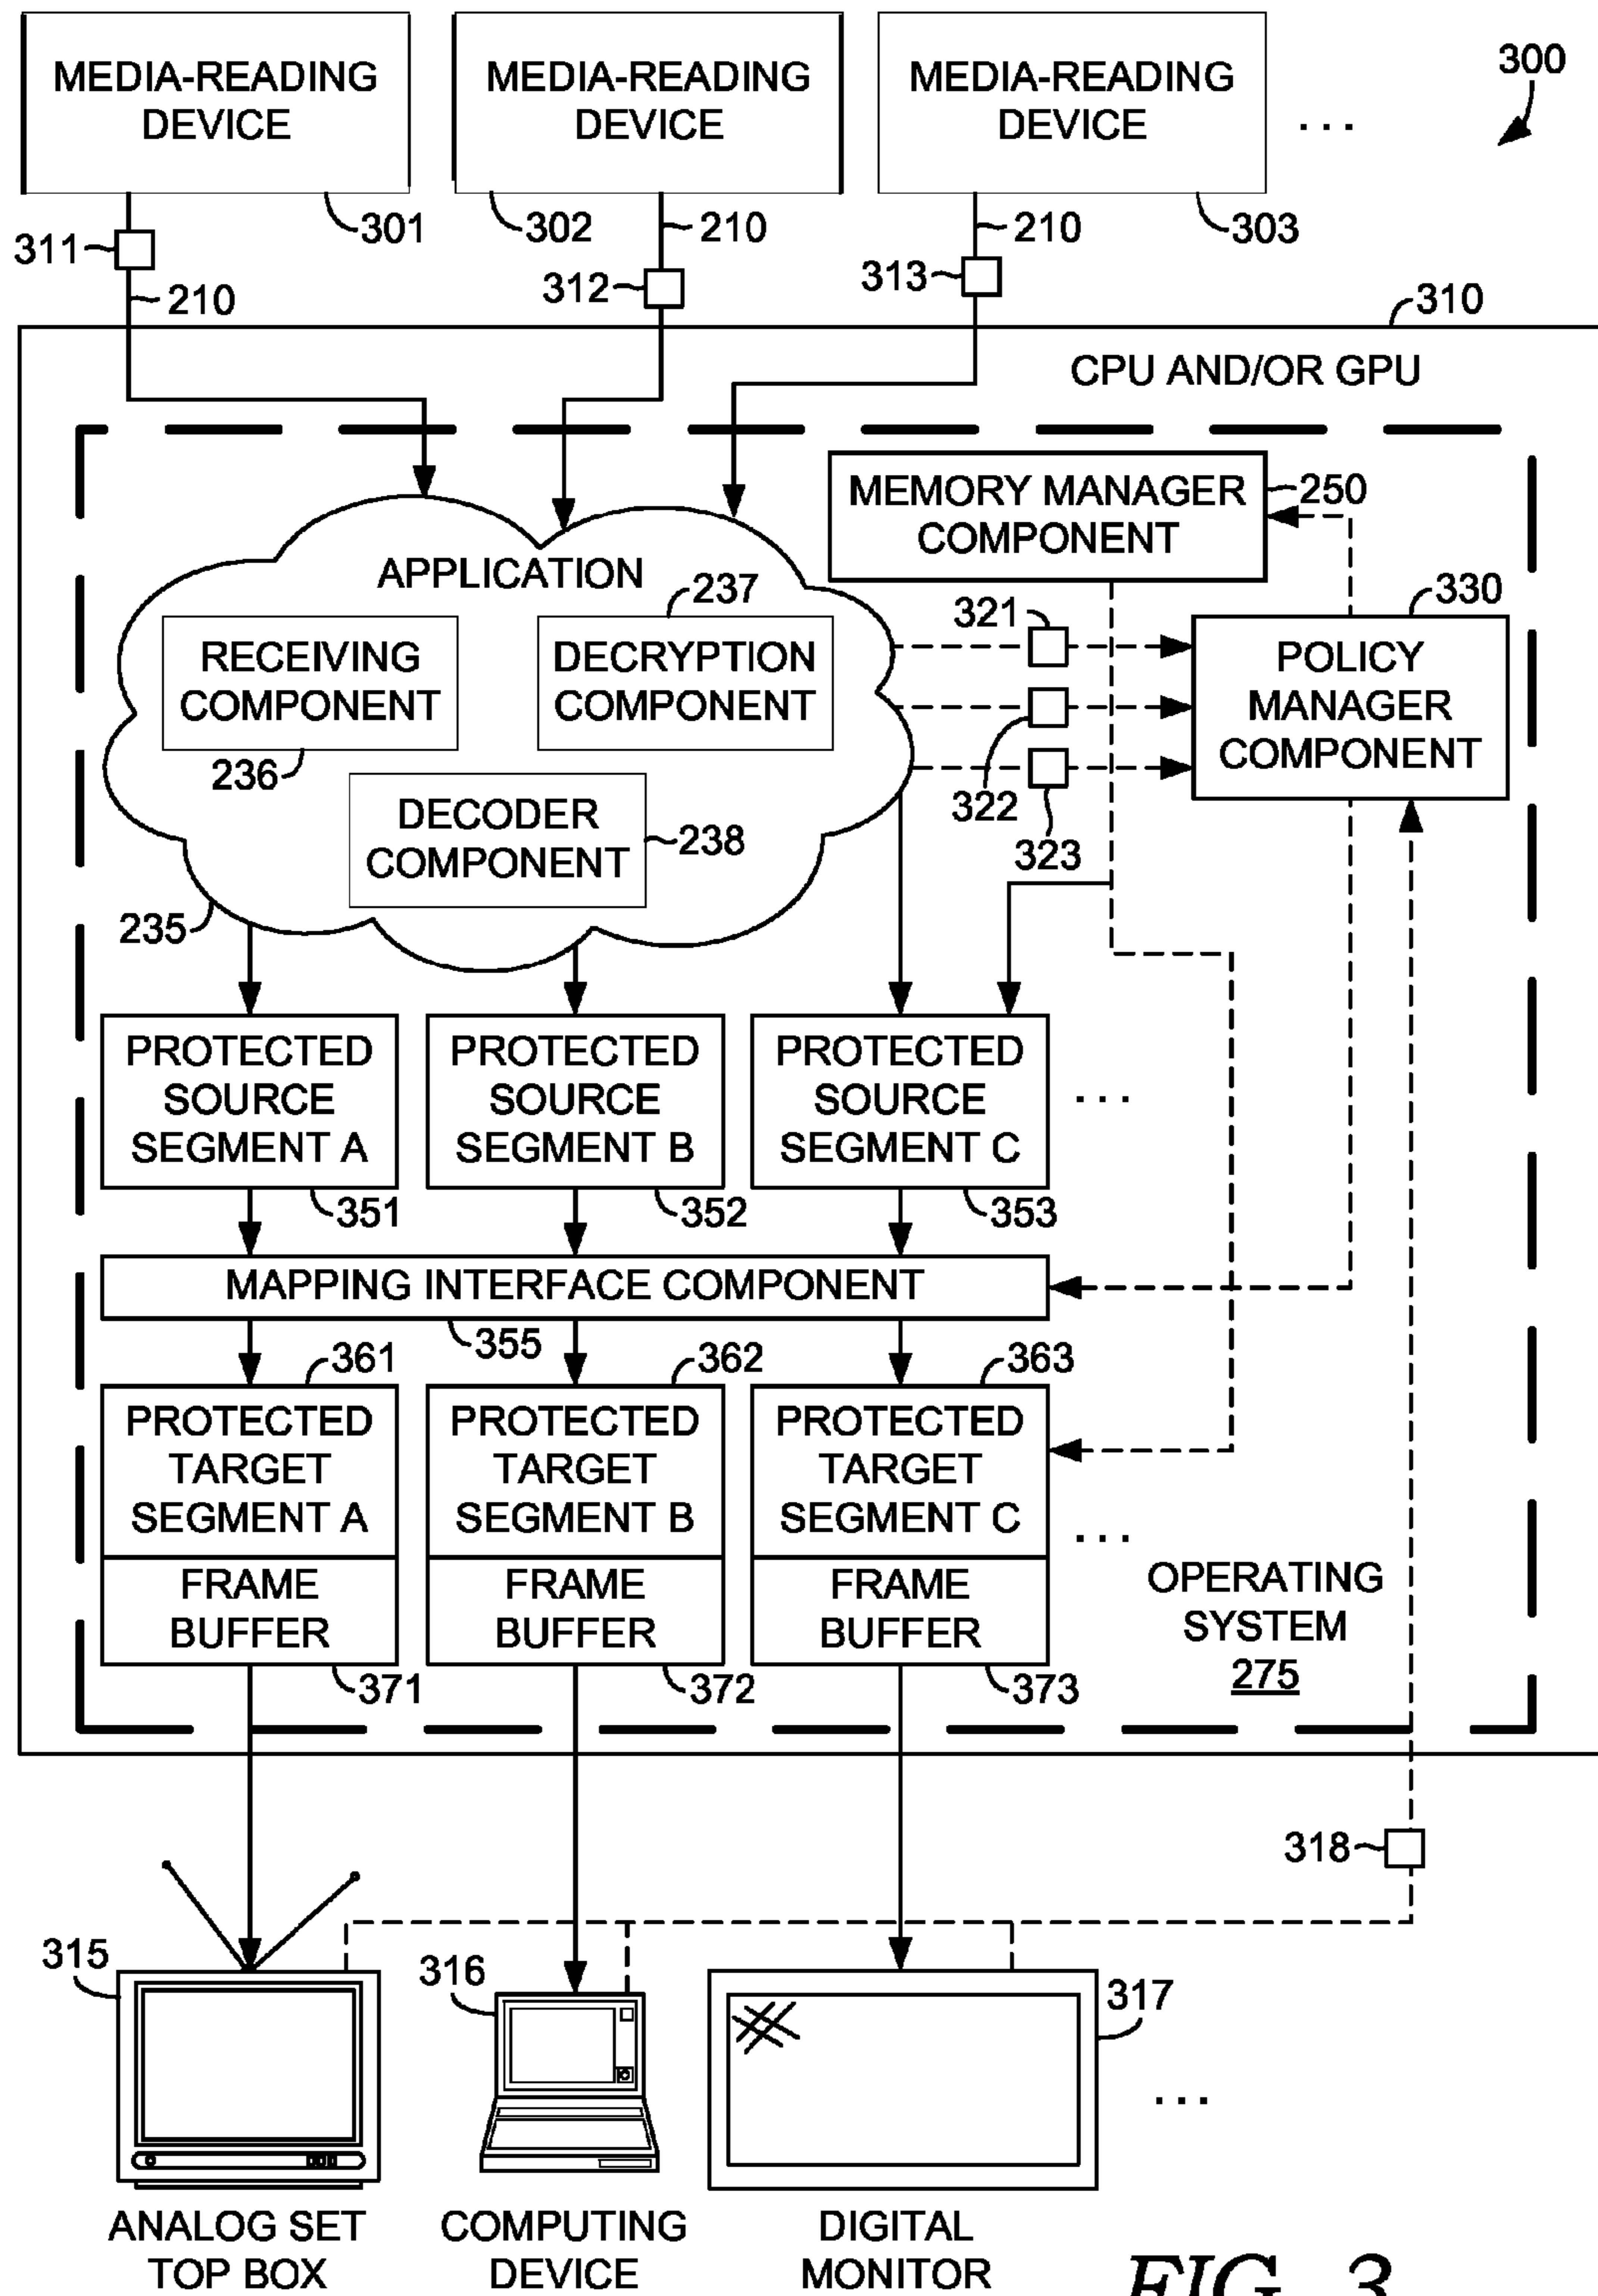 MEDIA-READING
DEVICE
MEDIA-READING
DEVICE
MEDIA-READING
DEVICE
...
300
301
302
210
210
303
311
312
313
210
310
CPU AND/OR GPU
MEMORY MANAGER
COMPONENT
250
APPLICATION
237
321
330
RECEIVING
COMPONENT
DECRYPTION
COMPONENT
POLICY
MANAGER
COMPONENT
236
322
DECODER
COMPONENT
238
323
235
PROTECTED
SOURCE
SEGMENT A
PROTECTED
SOURCE
SEGMENT B
PROTECTED
SOURCE
SEGMENT C
...
351
352
353
MAPPING INTERFACE COMPONENT
355
361
362
363
PROTECTED
TARGET
SEGMENT A
PROTECTED
TARGET
SEGMENT B
PROTECTED
TARGET
SEGMENT C
...
FRAME
BUFFER
FRAME
BUFFER
FRAME
BUFFER
OPERATING
SYSTEM
275
371
372
373
318
315
316
317
...
ANALOG SET
TOP BOX
COMPUTING
DEVICE
DIGITAL
MONITOR
FIG. 3